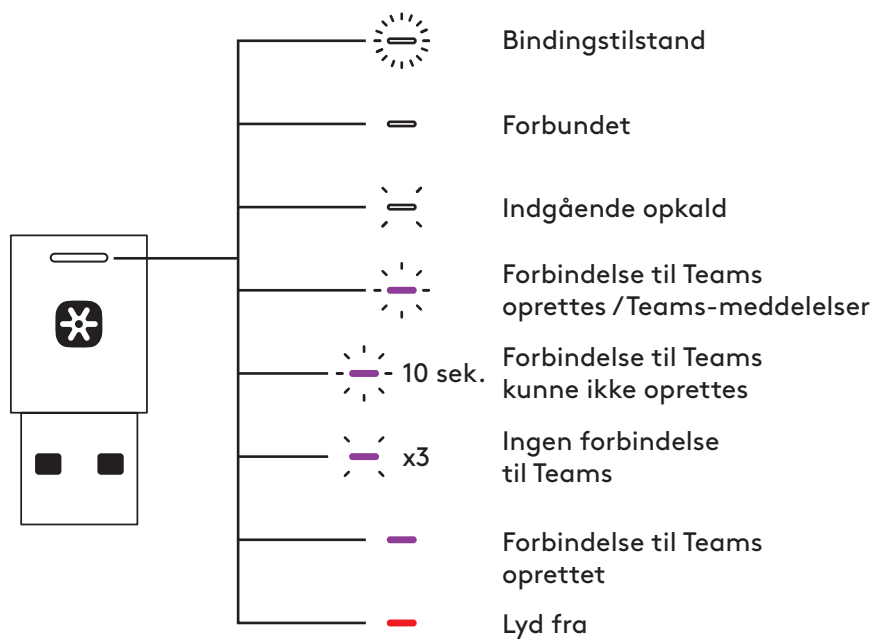 Bindingstilstand
Forbundet
Indgående opkald
Forbindelse til Teams
oprettes / Teams-meddelelser
10 sek.
Forbindelse til Teams
kunne ikke oprettes
x3
Ingen forbindelse
til Teams
Forbindelse til Teams
oprettet
Lyd fra